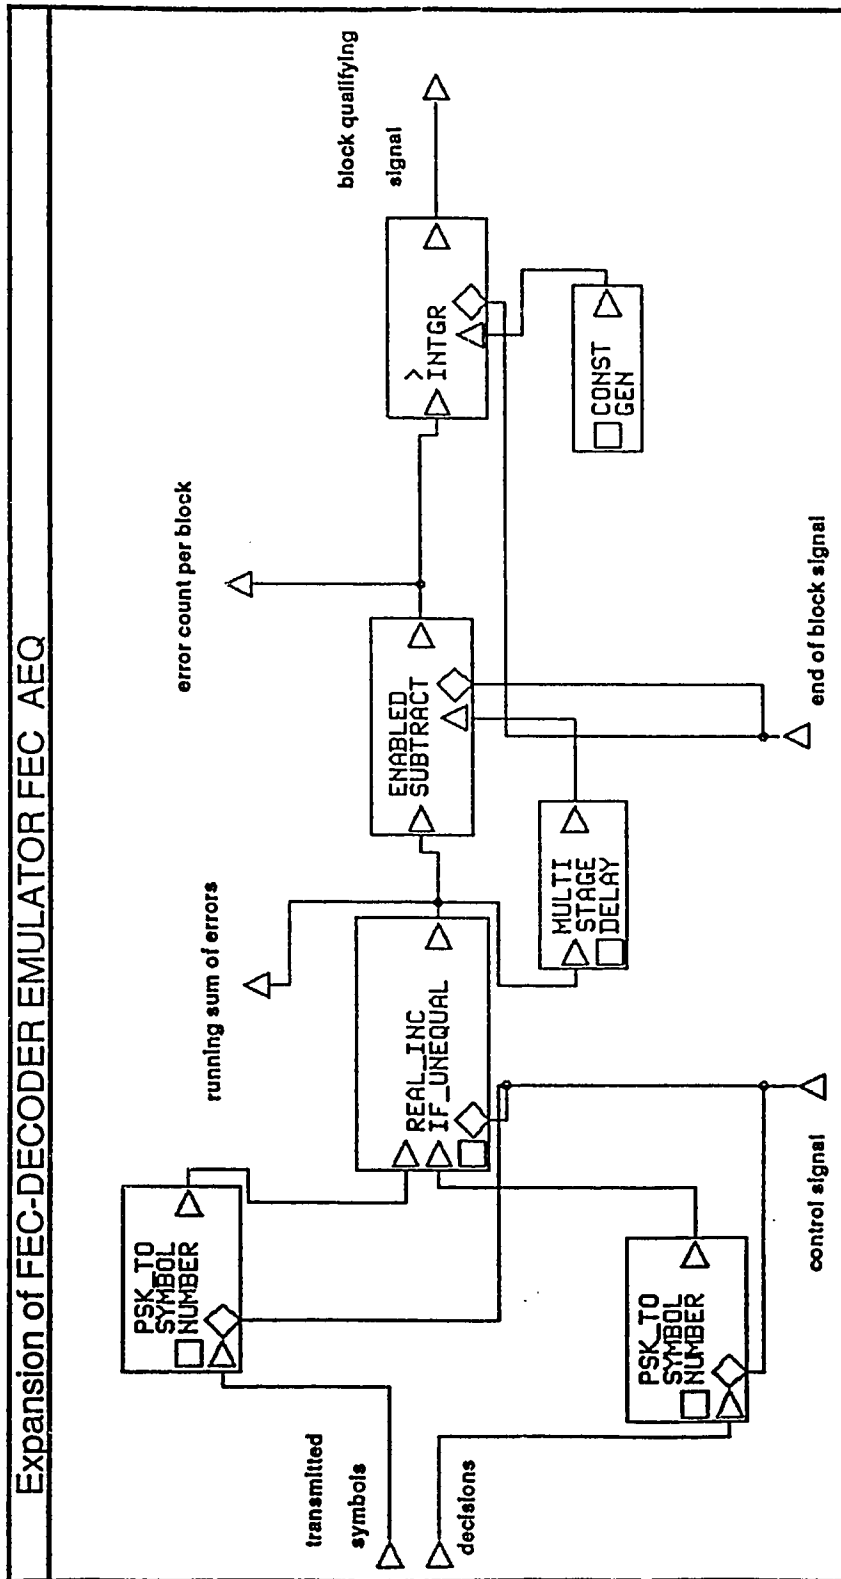 Expansion of FEC-DECODER EMULATOR FEC AEQ
transmitted
symbols
decisions
PSK_TO
SYMBOL
NUMBER
PSK_TO
SYMBOL
NUMBER
control signal
running sum of errors
REAL_INC
IF_UNEQUAL
MULTI
STAGE
DELAY
error count per block
ENABLED
SUBTRACT
end of block signal
>
INTGR
CONST
GEN
block qualifying
signal